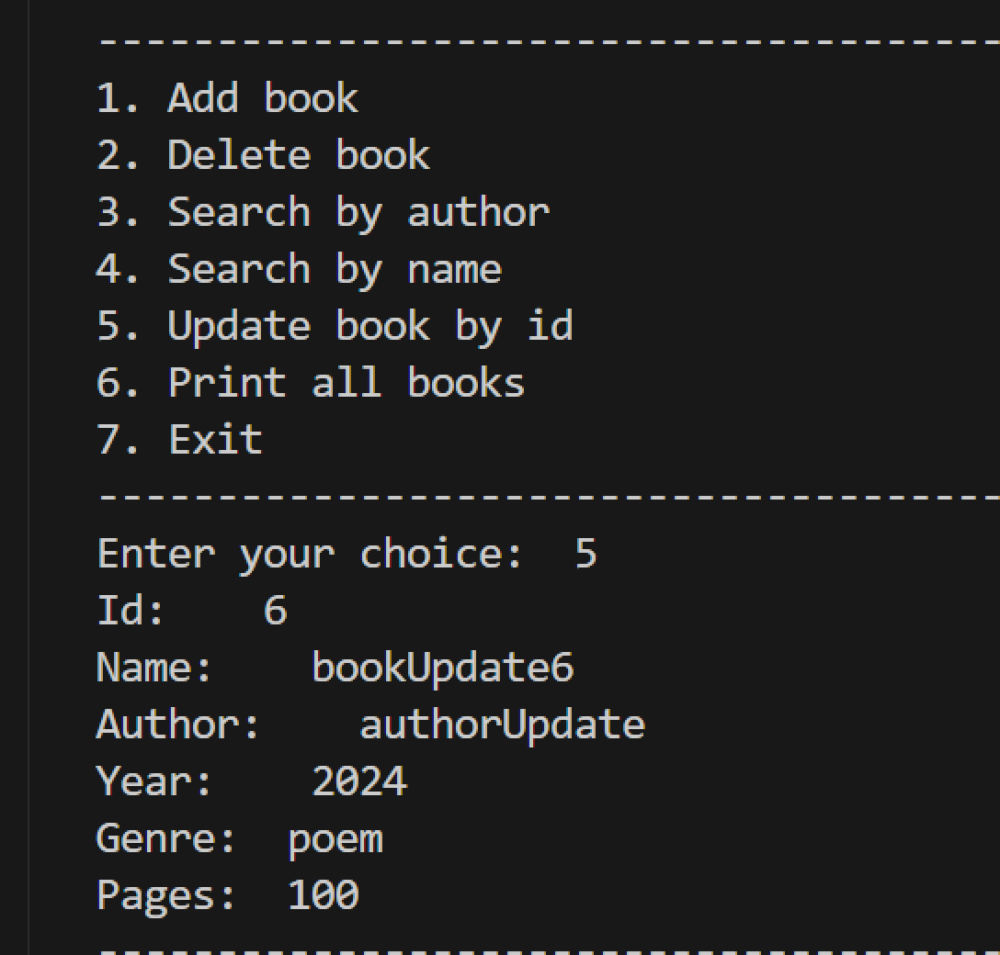 --------------------------------------
1. Add book
2. Delete book
3. Search by author
4. Search by name
5. Update book by id
6. Print all books
7. Exit
--------------------------------------
Enter your choice:  5
Id:    6
Name:    bookUpdate6
Author:    authorUpdate
Year:    2024
Genre:  poem
Pages:  100
--------------------------------------